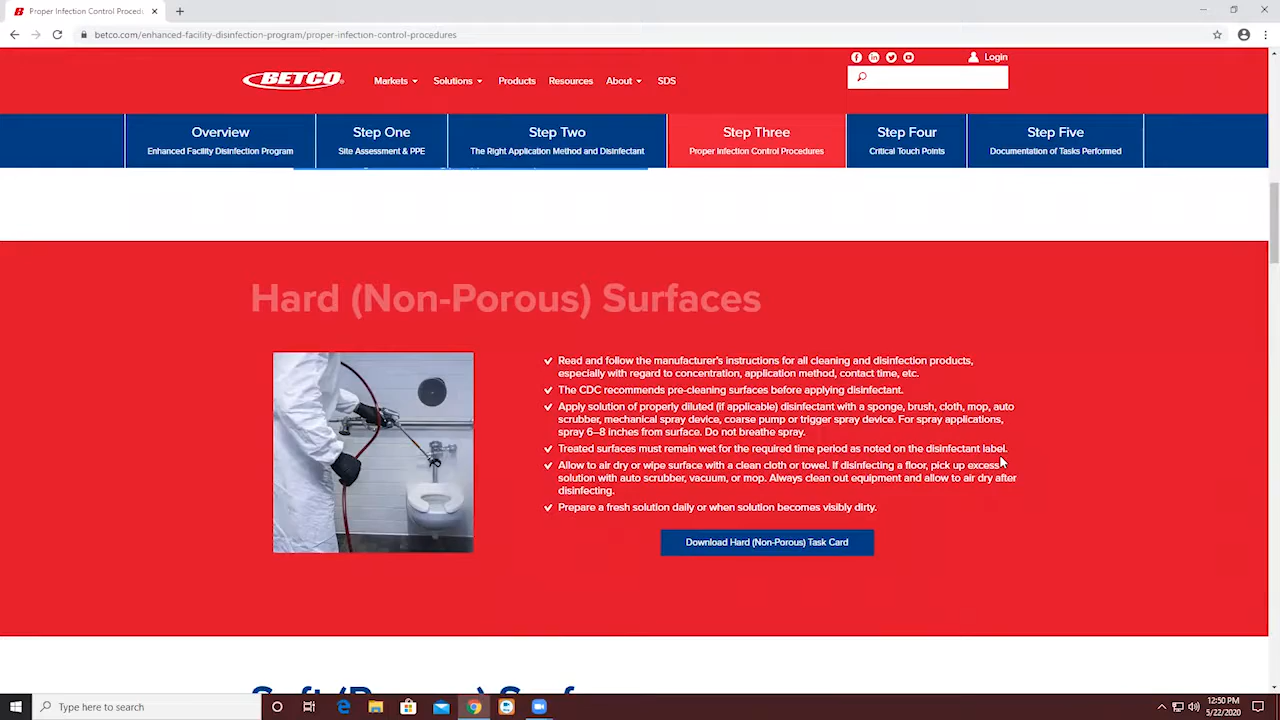 Proper Infection Control Procedu
betco.com/enhanced-facility-disinfection-program/proper-infection-control-procedures
Login
BETCO
Markets Solutions Products Resources About SDS
Overview
Enhanced Facility Disinfection Program
Step One
Site Assessment & PPE
Step Two
The Right Application Method and Disinfectant
Step Three
Proper Infection Control Procedures
Step Four
Critical Touch Points
Step Five
Documentation of Tasks Performed
Hard (Non-Porous) Surfaces
Read and follow the manufacturer's instructions for all cleaning and disinfection products,
especially with regard to concentration, application method, contact time, etc.
The CDC recommends pre-cleaning surfaces before applying disinfectant.
Apply solution of properly diluted (if applicable) disinfectant with a sponge, brush, cloth, mop, auto
scrubber, mechanical spray device, coarse pump or trigger spray device. For spray applications,
spray 6–8 inches from surface. Do not breathe spray.
Treated surfaces must remain wet for the required time period as noted on the disinfectant label.
Allow to air dry or wipe surface with a clean cloth or towel. If disinfecting a floor, pick up excess
solution with auto scrubber, vacuum, or mop. Always clean out equipment and allow to air dry after
disinfecting.
Prepare a fresh solution daily or when solution becomes visibly dirty.
Download Hard (Non-Porous) Task Card
Type here to search
12:50 PM
5/22/2020